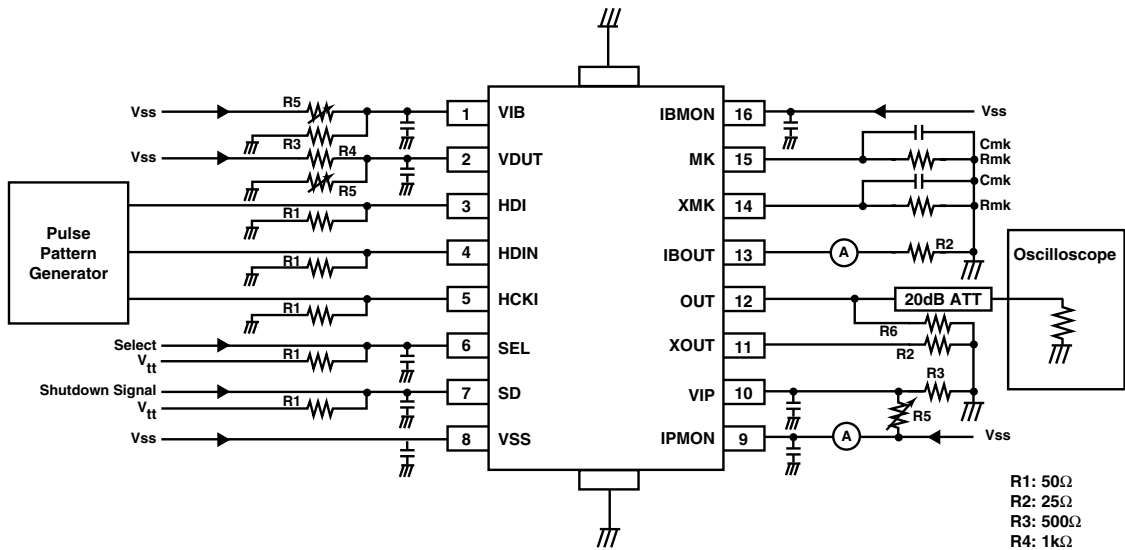 Vss
R5
1
VIB
R3
Vss
R4
2
VDUT
R5
Pulse
Pattern
Generator
R1
3
HDI
R1
4
HDIN
R1
5
HCKI
Select
Vtt
R1
6
SEL
Shutdown Signal
Vtt
R1
7
SD
Vss
8
VSS
IBMON
16
Vss
MK
15
Cmk
Rmk
XMK
14
Cmk
Rmk
IBOUT
13
A
R2
OUT
12
20dB ATT
Oscilloscope
R6
XOUT
11
R2
VIP
10
R3
R5
IPMON
9
A
Vss
R1: 50Ω
R2: 25Ω
R3: 500Ω
R4: 1kΩ